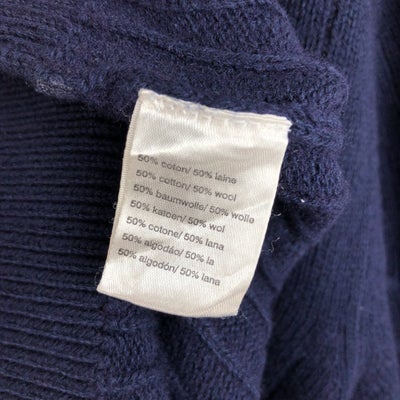 50% coton/ 50% laine
50% cotton/ 50% wool
50% baumwolle/ 50% wolle
50% katoen/ 50% wol
50% cotone/ 50% lana
50% algodão/ 50% la
50% algodón/ 50% lana